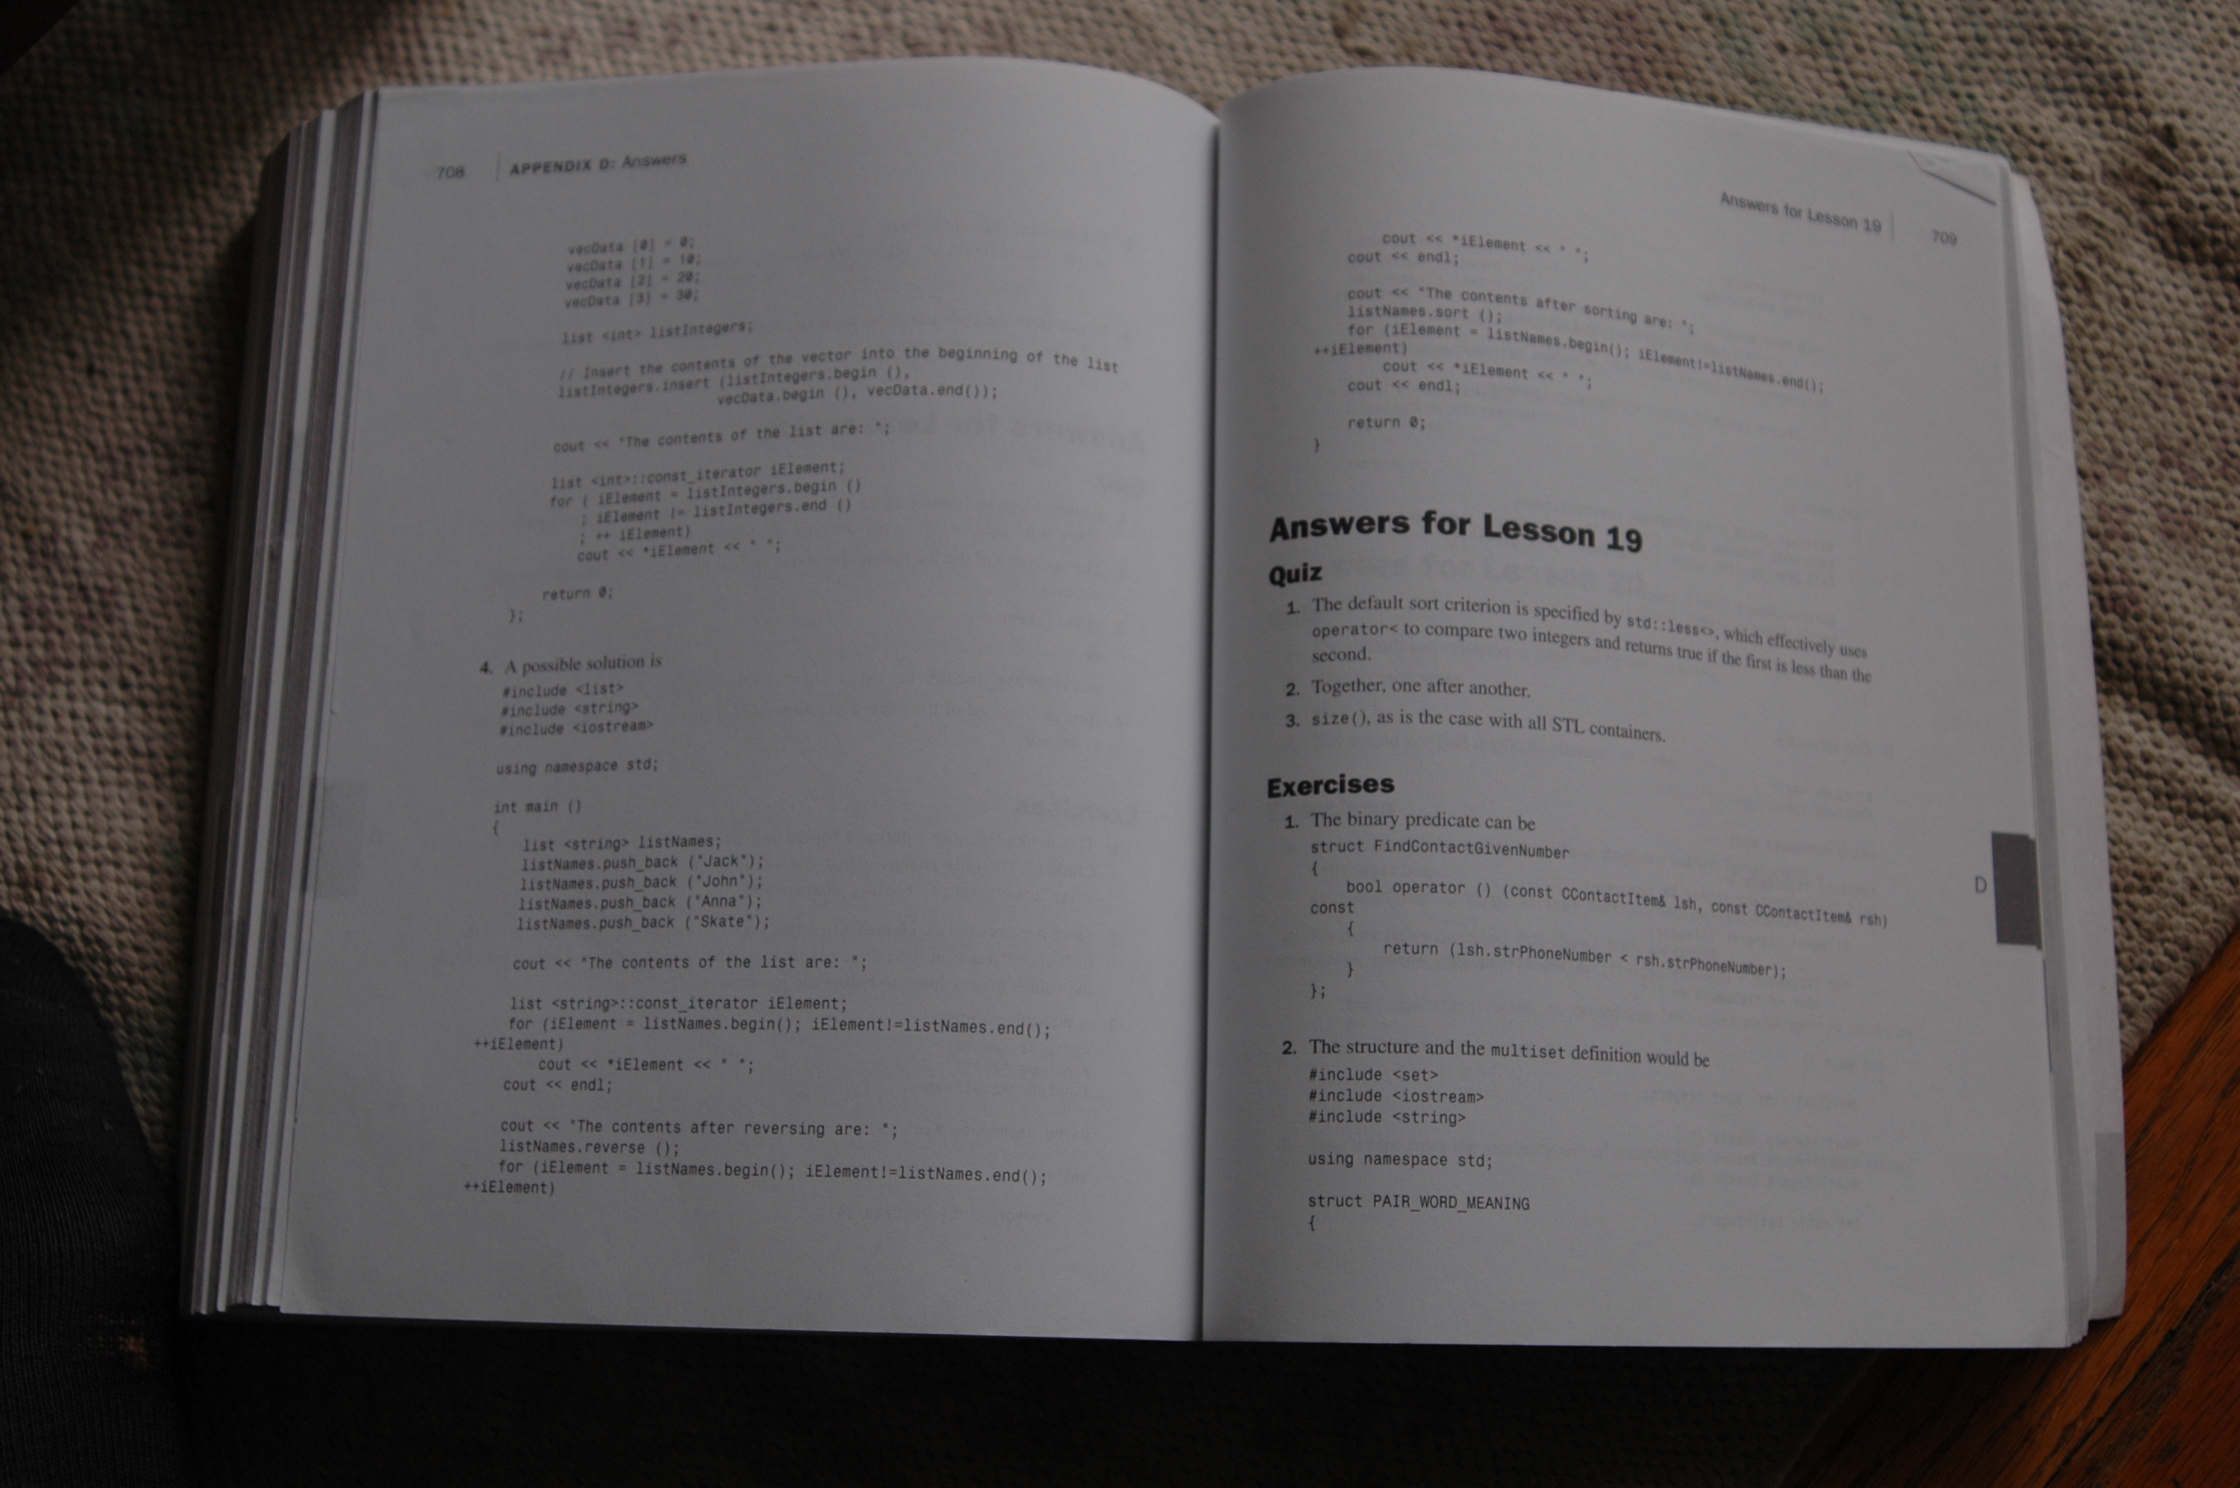 708 | APPENDIX D: Answers
vecData [0] = 0;
vecData [1] = 10;
vecData [2] = 20;
vecData [3] = 30;
list <int> listIntegers;
// Insert the contents of the vector into the beginning of the list
listIntegers.insert (listIntegers.begin (),
vecData.begin (), vecData.end());
cout << "The contents of the list are: ";
list <int>::const_iterator iElement;
for ( iElement = listIntegers.begin ()
; iElement != listIntegers.end ()
; ++ iElement)
cout << *iElement << " ";
return 0;
};
4. A possible solution is
#include <list>
#include <string>
#include <iostream>
using namespace std;
int main ()
{
list <string> listNames;
listNames.push_back ("Jack");
listNames.push_back ("John");
listNames.push_back ("Anna");
listNames.push_back ("Skate");
cout << "The contents of the list are: ";
list <string>::const_iterator iElement;
for (iElement = listNames.begin(); iElement!=listNames.end();
++iElement)
cout << *iElement << " ";
cout << endl;
cout << "The contents after reversing are: ";
listNames.reverse ();
for (iElement = listNames.begin(); iElement!=listNames.end();
++iElement)
Answers for Lesson 19 | 709
cout << *iElement << " ";
cout << endl;
cout << "The contents after sorting are: ";
listNames.sort ();
for (iElement = listNames.begin(); iElement!=listNames.end();
++iElement)
cout << *iElement << " ";
cout << endl;
return 0;
}
Answers for Lesson 19
Quiz
1. The default sort criterion is specified by std::less<>, which effectively uses
operator< to compare two integers and returns true if the first is less than the
second.
2. Together, one after another.
3. size(), as is the case with all STL containers.
Exercises
1. The binary predicate can be
struct FindContactGivenNumber
{
bool operator () (const CContactItem& lsh, const CContactItem& rsh)
const
{
return (lsh.strPhoneNumber < rsh.strPhoneNumber);
}
};
2. The structure and the multiset definition would be
#include <set>
#include <iostream>
#include <string>
using namespace std;
struct PAIR_WORD_MEANING
{
D